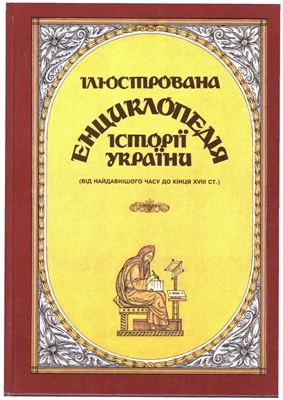 ІЛЮСТРОВАНА
ЕНЦИКЛОПЕДІЯ
ІСТОРІЇ
УКРАЇНИ
(ВІД НАЙДАВНІШОГО ЧАСУ ДО КІНЦЯ XVIII СТ.)